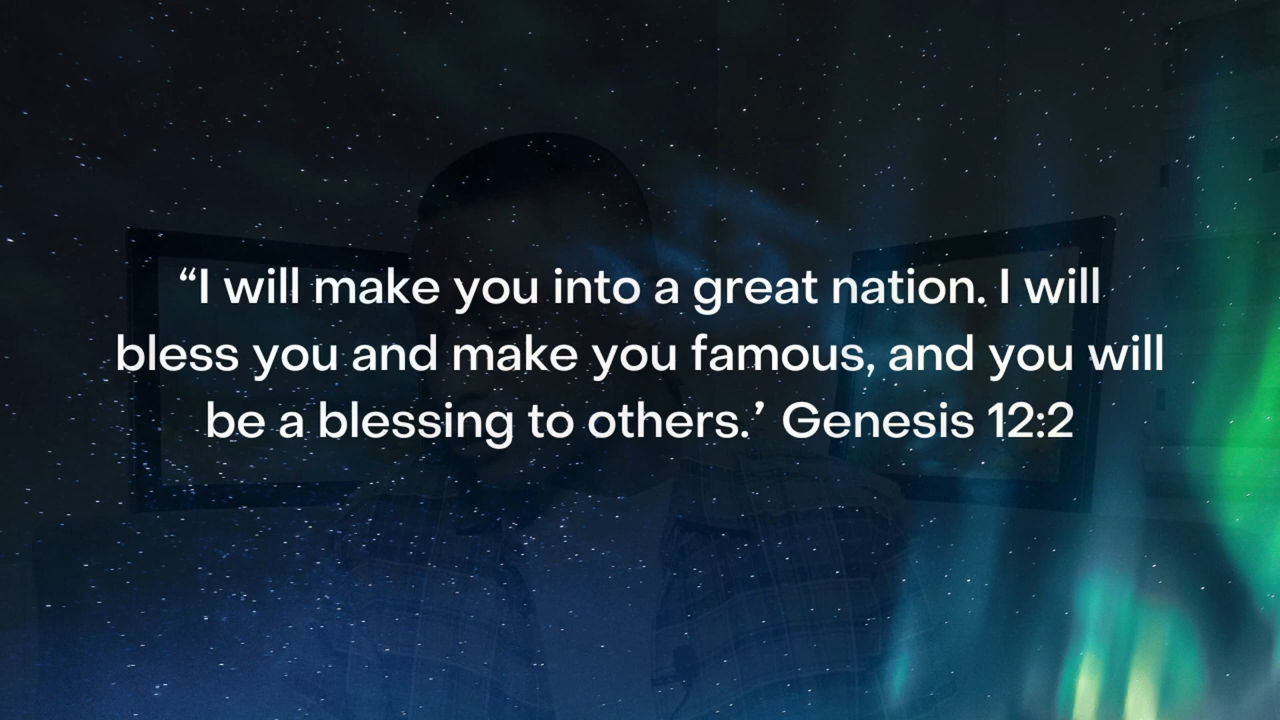 “I will make you into a great nation. I will
bless you and make you famous, and you will
be a blessing to others.’ Genesis 12:2